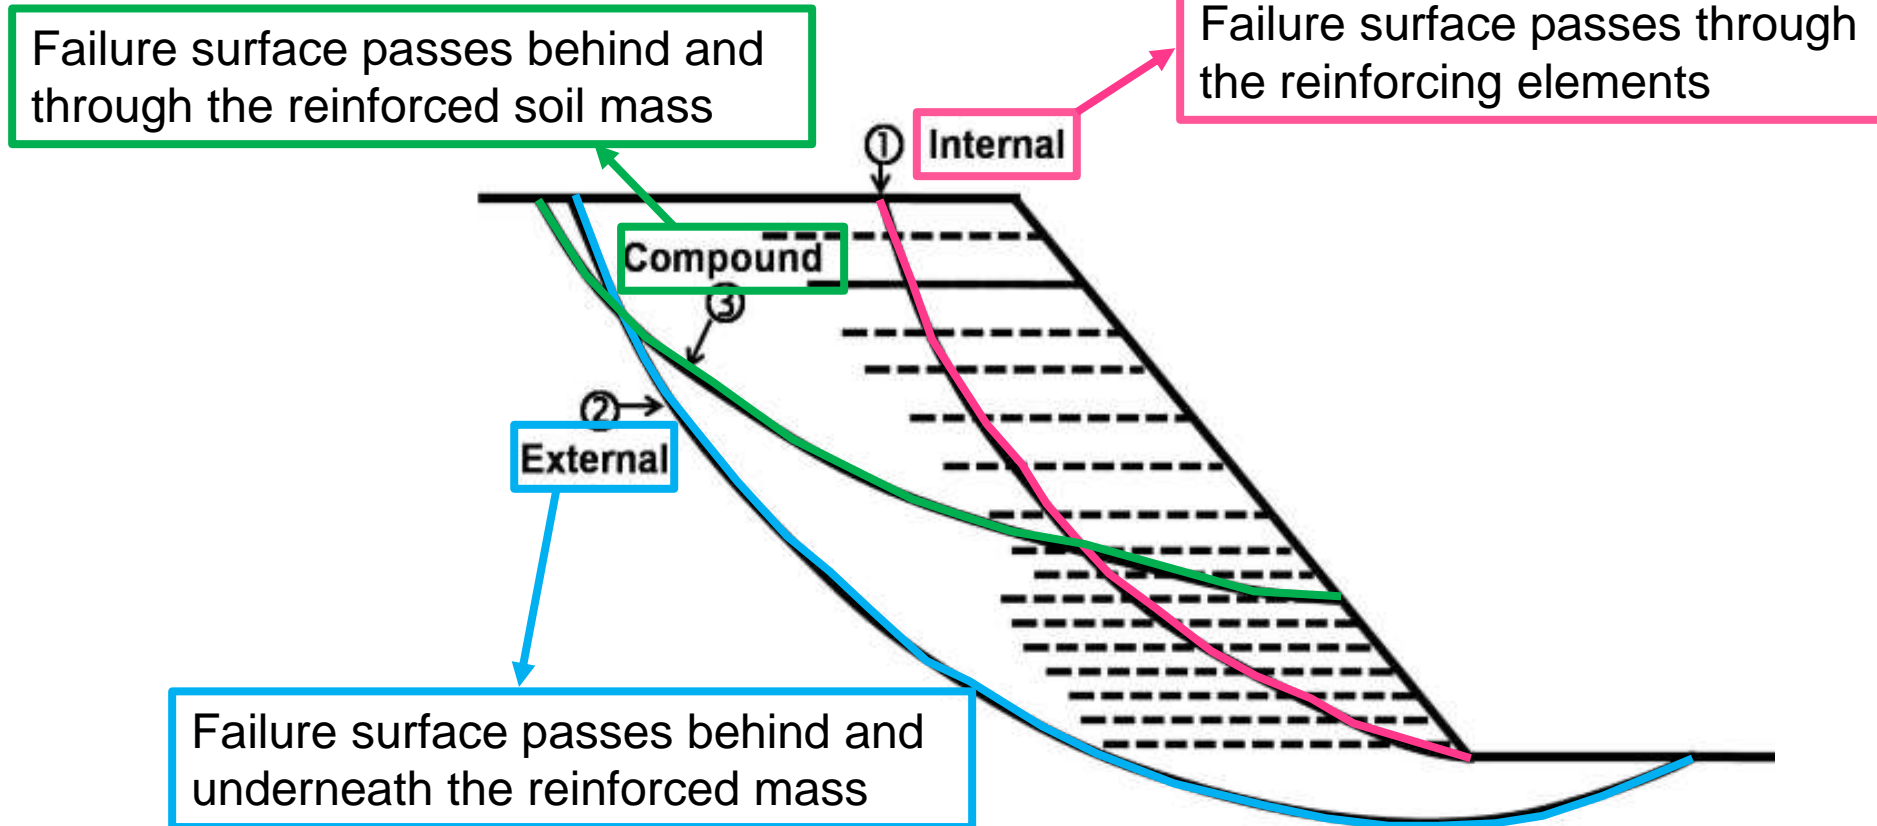 Failure surface passes behind and
through the reinforced soil mass
Failure surface passes through
the reinforcing elements
① Internal
Compound
③
②
External
Failure surface passes behind and
underneath the reinforced mass